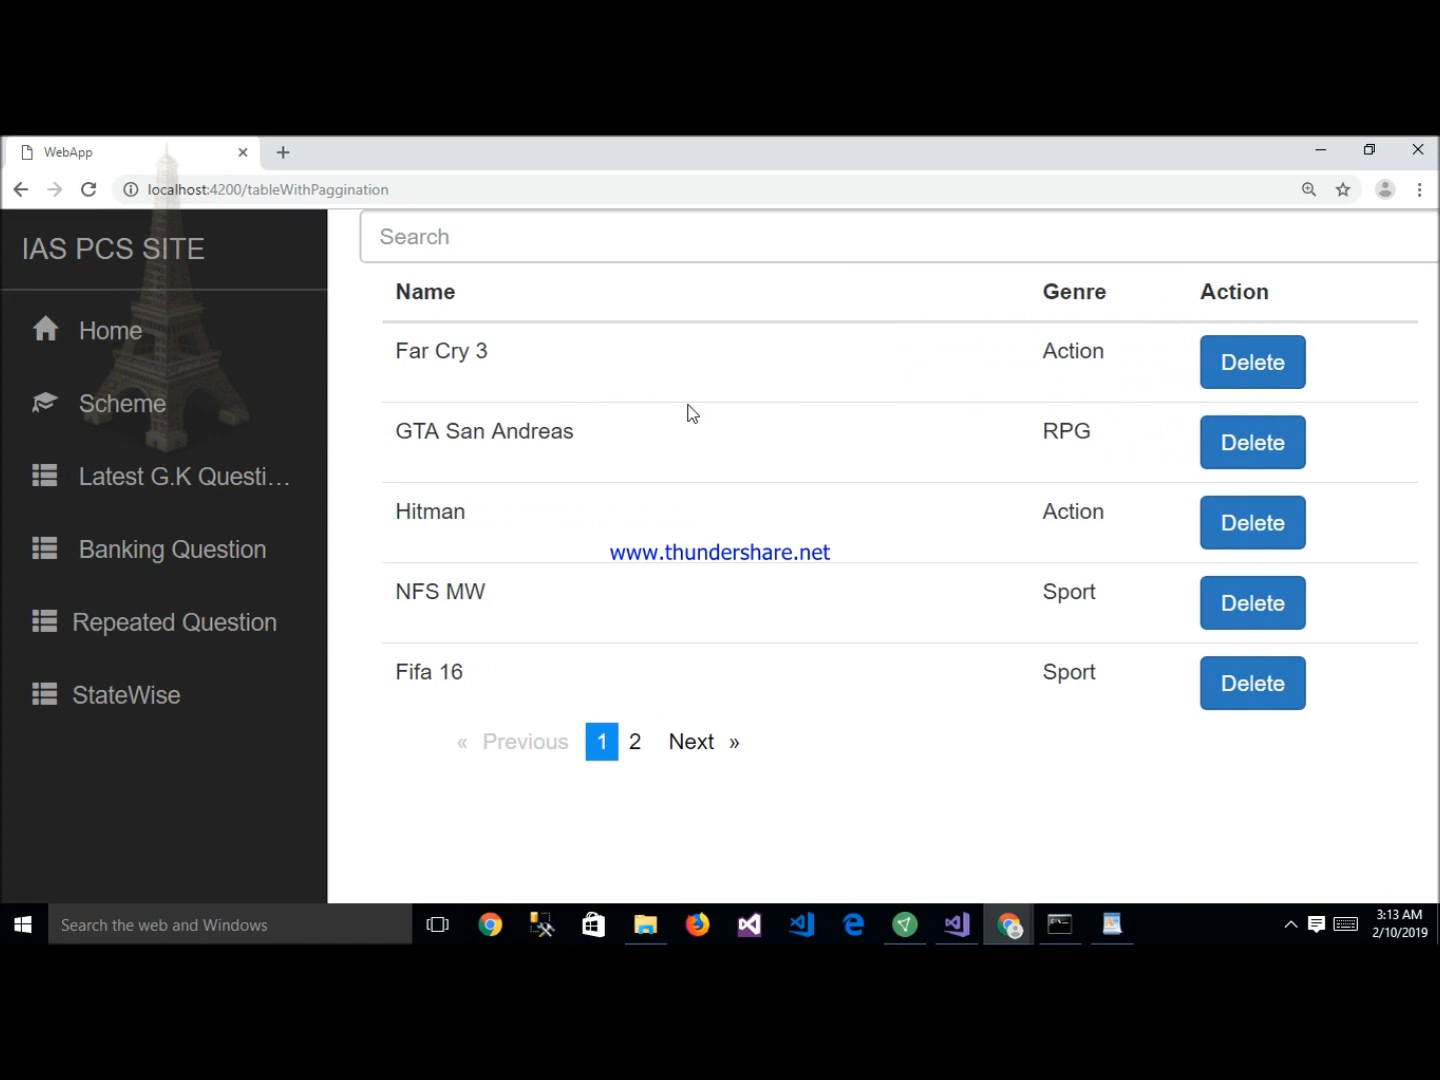 WebApp
localhost:4200/tableWithPaggination
IAS PCS SITE
Home
Scheme
Latest G.K Questi...
Banking Question
Repeated Question
StateWise
Search
Name Genre Action
Far Cry 3 Action Delete
GTA San Andreas RPG Delete
Hitman Action Delete
www.thundershare.net
NFS MW Sport Delete
Fifa 16 Sport Delete
« Previous 1 2 Next »
Search the web and Windows
3:13 AM
2/10/2019